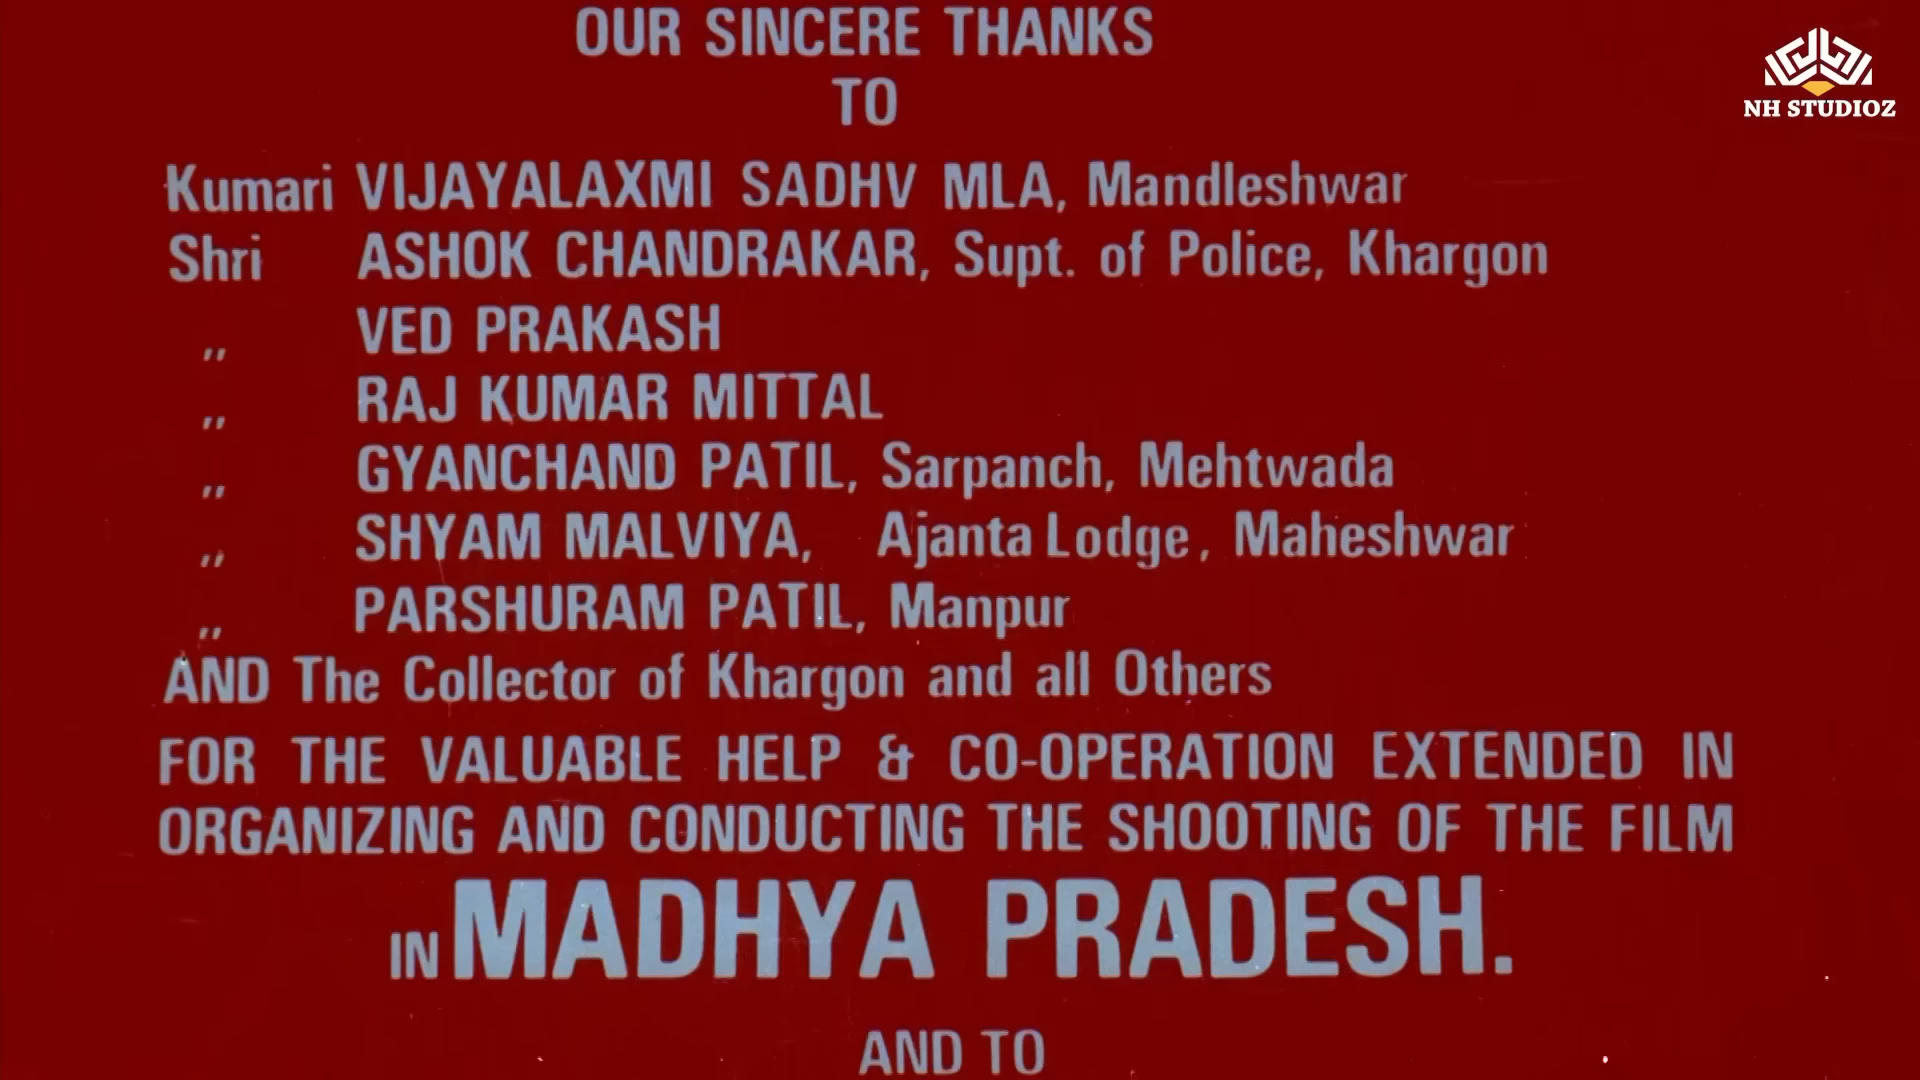 OUR SINCERE THANKS
TO
Kumari VIJAYALAXMI SADHV MLA, Mandleshwar
Shri ASHOK CHANDRAKAR, Supt. of Police, Khargon
,, VED PRAKASH
,, RAJ KUMAR MITTAL
,, GYANCHAND PATIL, Sarpanch, Mehtwada
,, SHYAM MALVIYA, Ajanta Lodge, Maheshwar
,, PARSHURAM PATIL, Manpur
AND The Collector of Khargon and all Others
FOR THE VALUABLE HELP & CO-OPERATION EXTENDED IN
ORGANIZING AND CONDUCTING THE SHOOTING OF THE FILM
IN MADHYA PRADESH.
AND TO
NH STUDIOZ